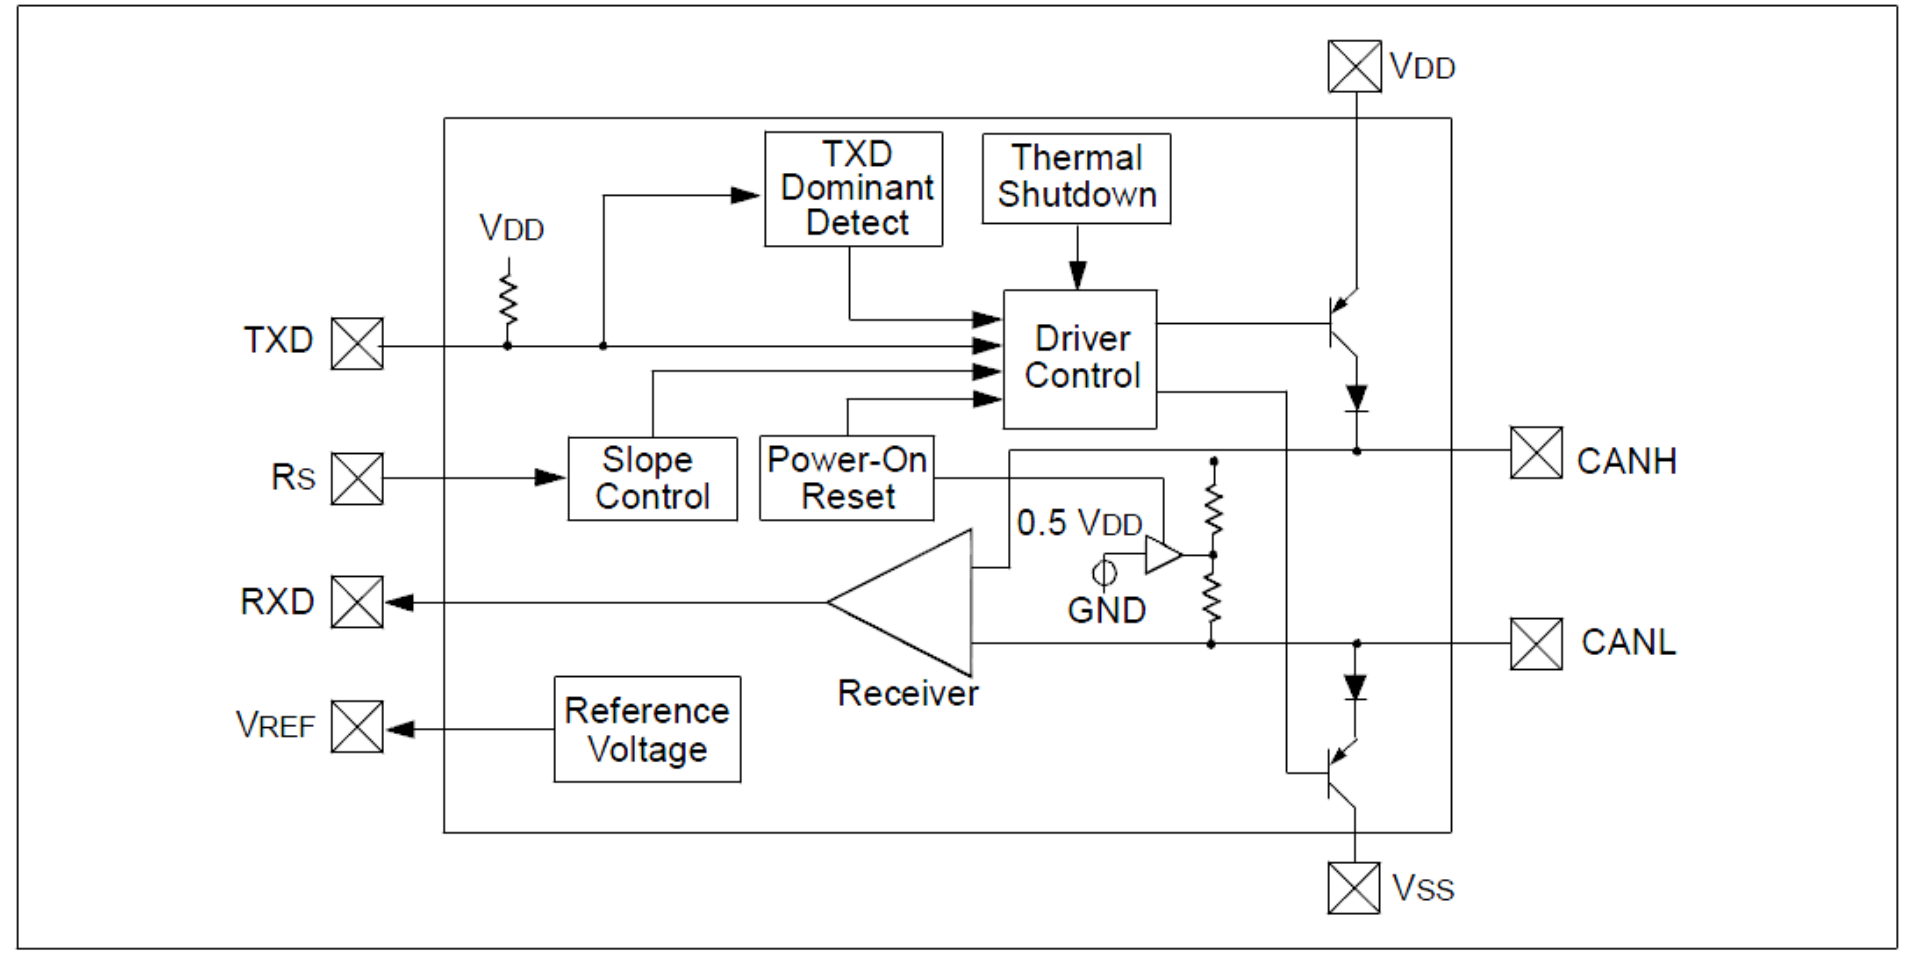 VDD
TXD
Dominant
Detect
Thermal
Shutdown
VDD
TXD
Driver
Control
RS
Slope
Control
Power-On
Reset
CANH
0.5 VDD
GND
RXD
CANL
Receiver
VREF
Reference
Voltage
VSS